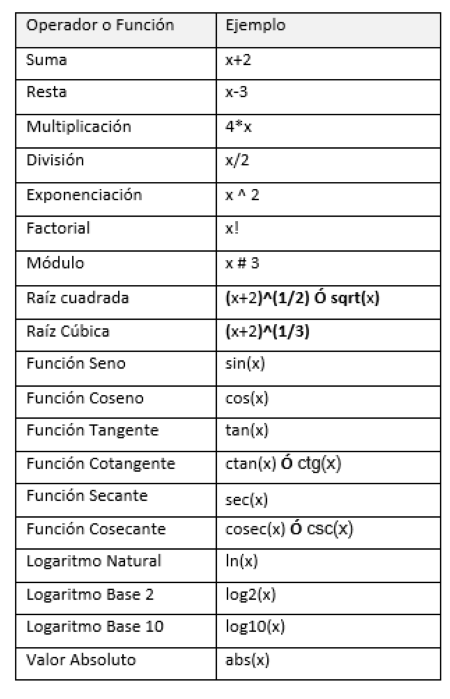 Operador o Función Ejemplo
Suma x+2
Resta x-3
Multiplicación 4*x
División x/2
Exponenciación x ^ 2
Factorial x!
Módulo x # 3
Raíz cuadrada (x+2)^(1/2) Ó sqrt(x)
Raíz Cúbica (x+2)^(1/3)
Función Seno sin(x)
Función Coseno cos(x)
Función Tangente tan(x)
Función Cotangente ctan(x) Ó ctg(x)
Función Secante sec(x)
Función Cosecante cosec(x) Ó csc(x)
Logaritmo Natural ln(x)
Logaritmo Base 2 log2(x)
Logaritmo Base 10 log10(x)
Valor Absoluto abs(x)